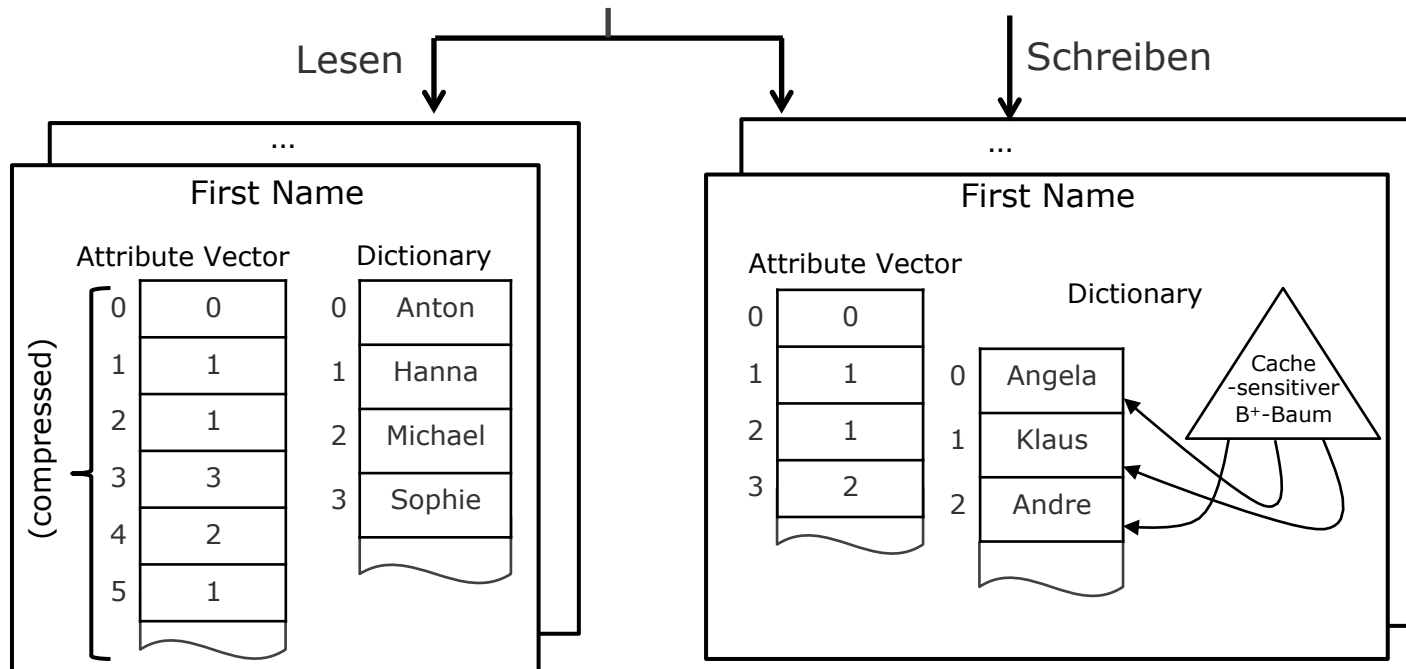 Lesen
Schreiben
...
First Name
Attribute Vector
Dictionary
(compressed)
0 0
1 1
2 1
3 3
4 2
5 1
0 Anton
1 Hanna
2 Michael
3 Sophie
...
First Name
Attribute Vector
Dictionary
0 0
1 1
2 1
3 2
0 Angela
1 Klaus
2 Andre
Cache
-sensitiver
B⁺-Baum